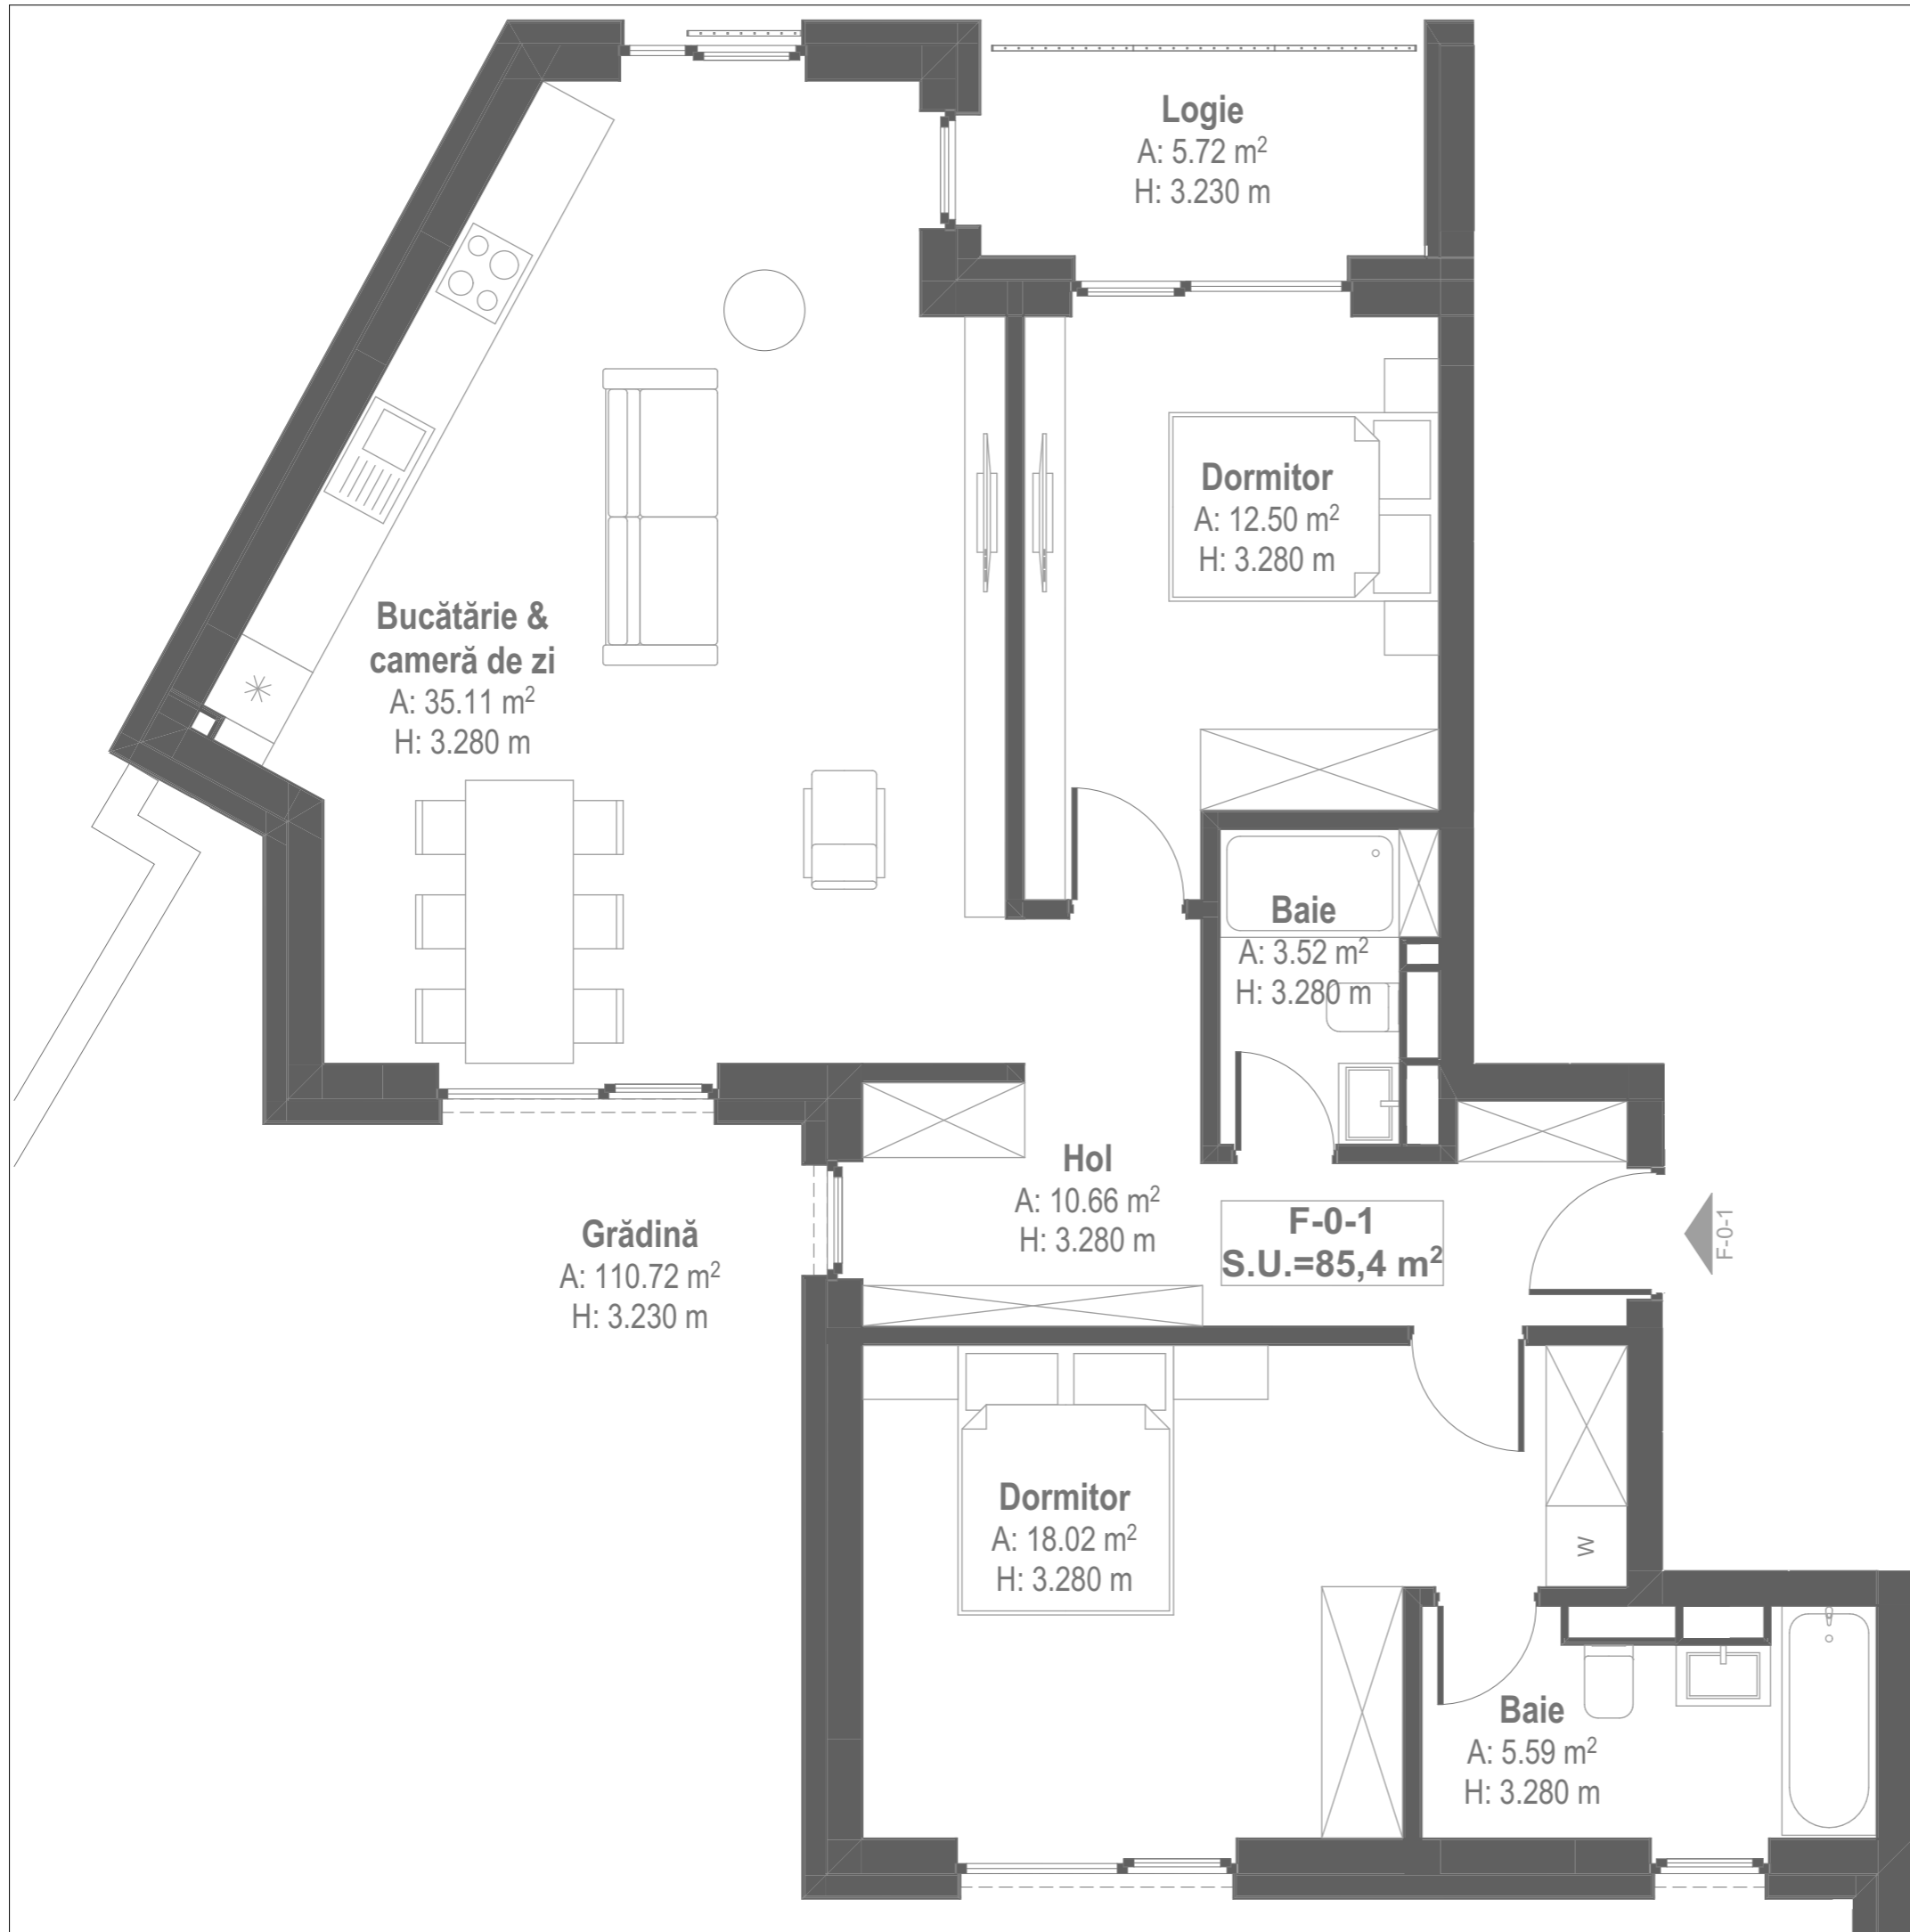 Logie
A: 5.72 m²
H: 3.230 m
Dormitor
A: 12.50 m²
H: 3.280 m
Bucătărie &
cameră de zi
A: 35.11 m²
H: 3.280 m
Baie
A: 3.52 m²
H: 3.280 m
Hol
A: 10.66 m²
H: 3.280 m
F-0-1
S.U.=85,4 m²
F-0-1
Grădină
A: 110.72 m²
H: 3.230 m
Dormitor
A: 18.02 m²
H: 3.280 m
W
Baie
A: 5.59 m²
H: 3.280 m